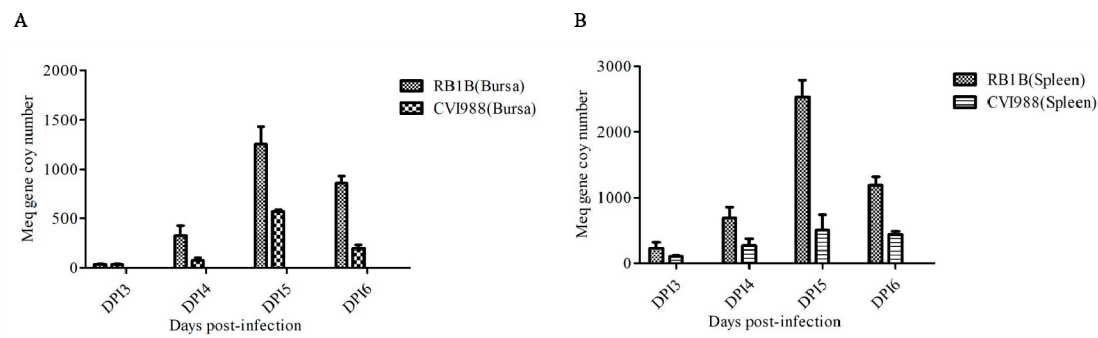 A
2000
1500
1000
500
0
Meq gene coy number
RB1B(Bursa)
CVI988(Bursa)
DPI3
DPI4
DPI5
DPI6
Days post-infection
B
3000
2000
1000
0
Meq gene coy number
RB1B(Spleen)
CVI988(Spleen)
DPI3
DPI4
DPI5
DPI6
Days post-infection